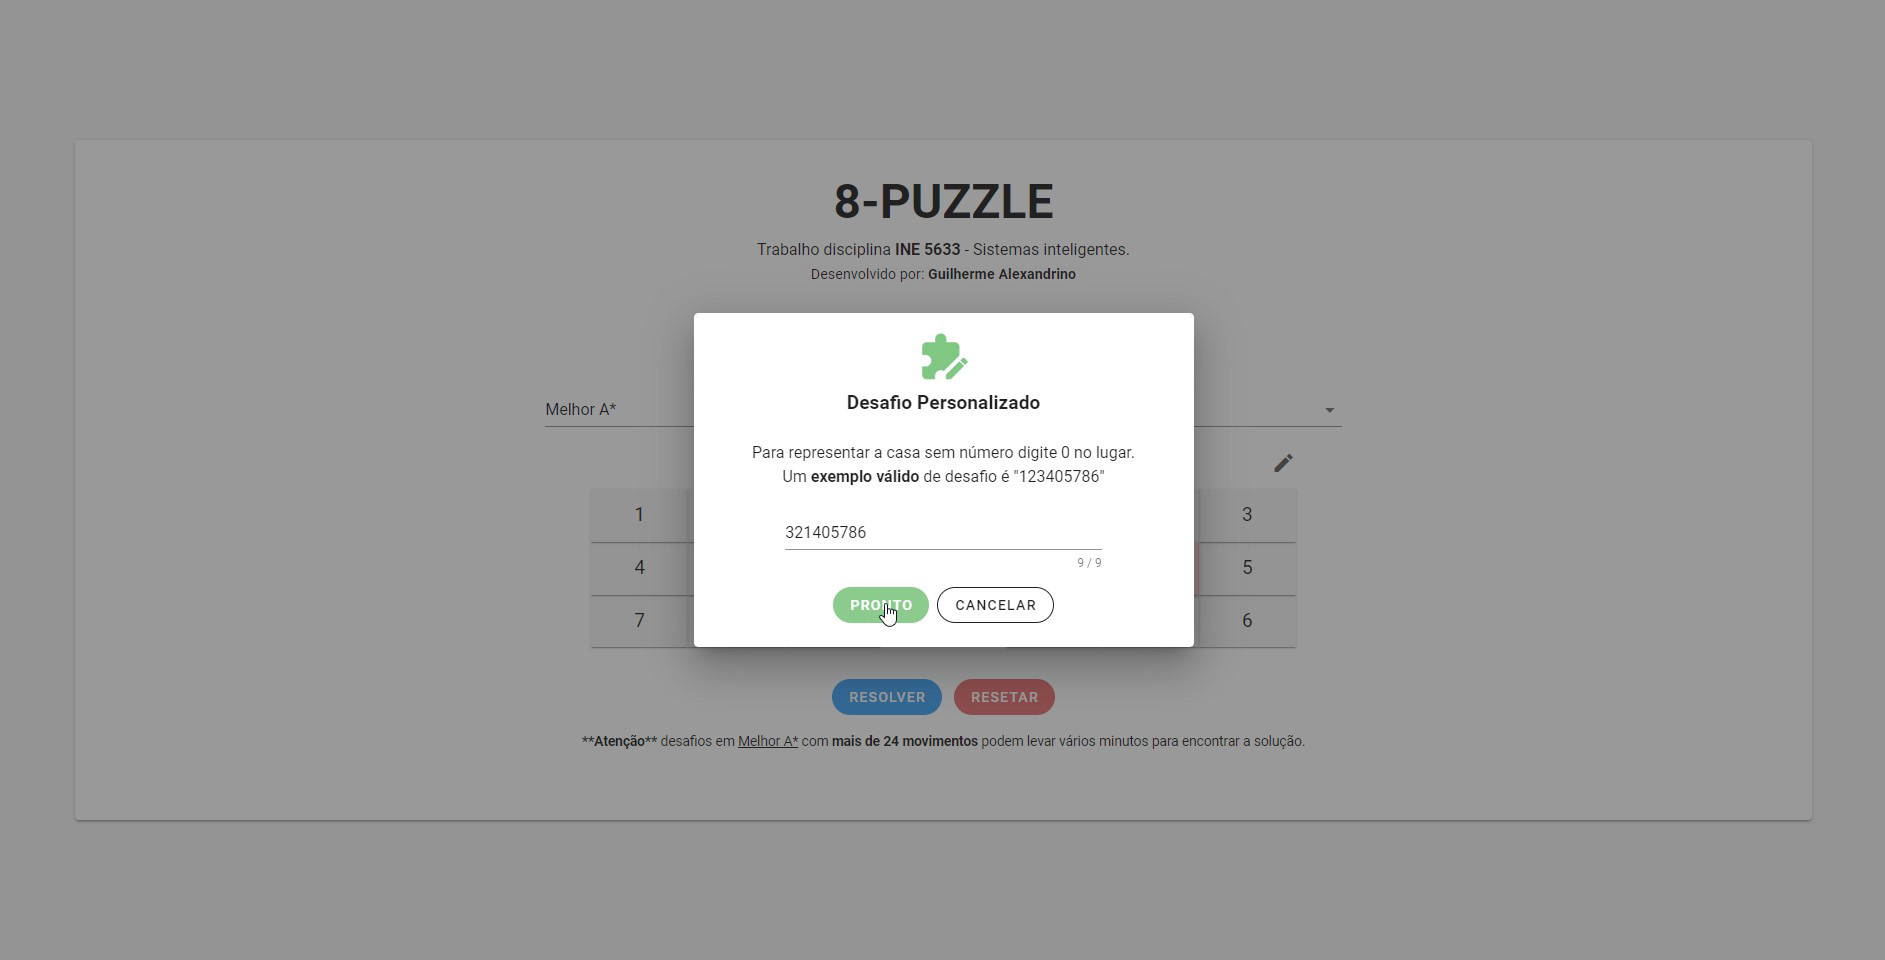 8-PUZZLE
Trabalho disciplina INE 5633 - Sistemas inteligentes.
Desenvolvido por: Guilherme Alexandrino
Melhor A*
Desafio Personalizado
Para representar a casa sem número digite 0 no lugar.
Um exemplo válido de desafio é "123405786"
321405786
9 / 9
PRONTO CANCELAR
1 3
4 5
7 6
RESOLVER RESETAR
**Atenção** desafios em Melhor A* com mais de 24 movimentos podem levar vários minutos para encontrar a solução.